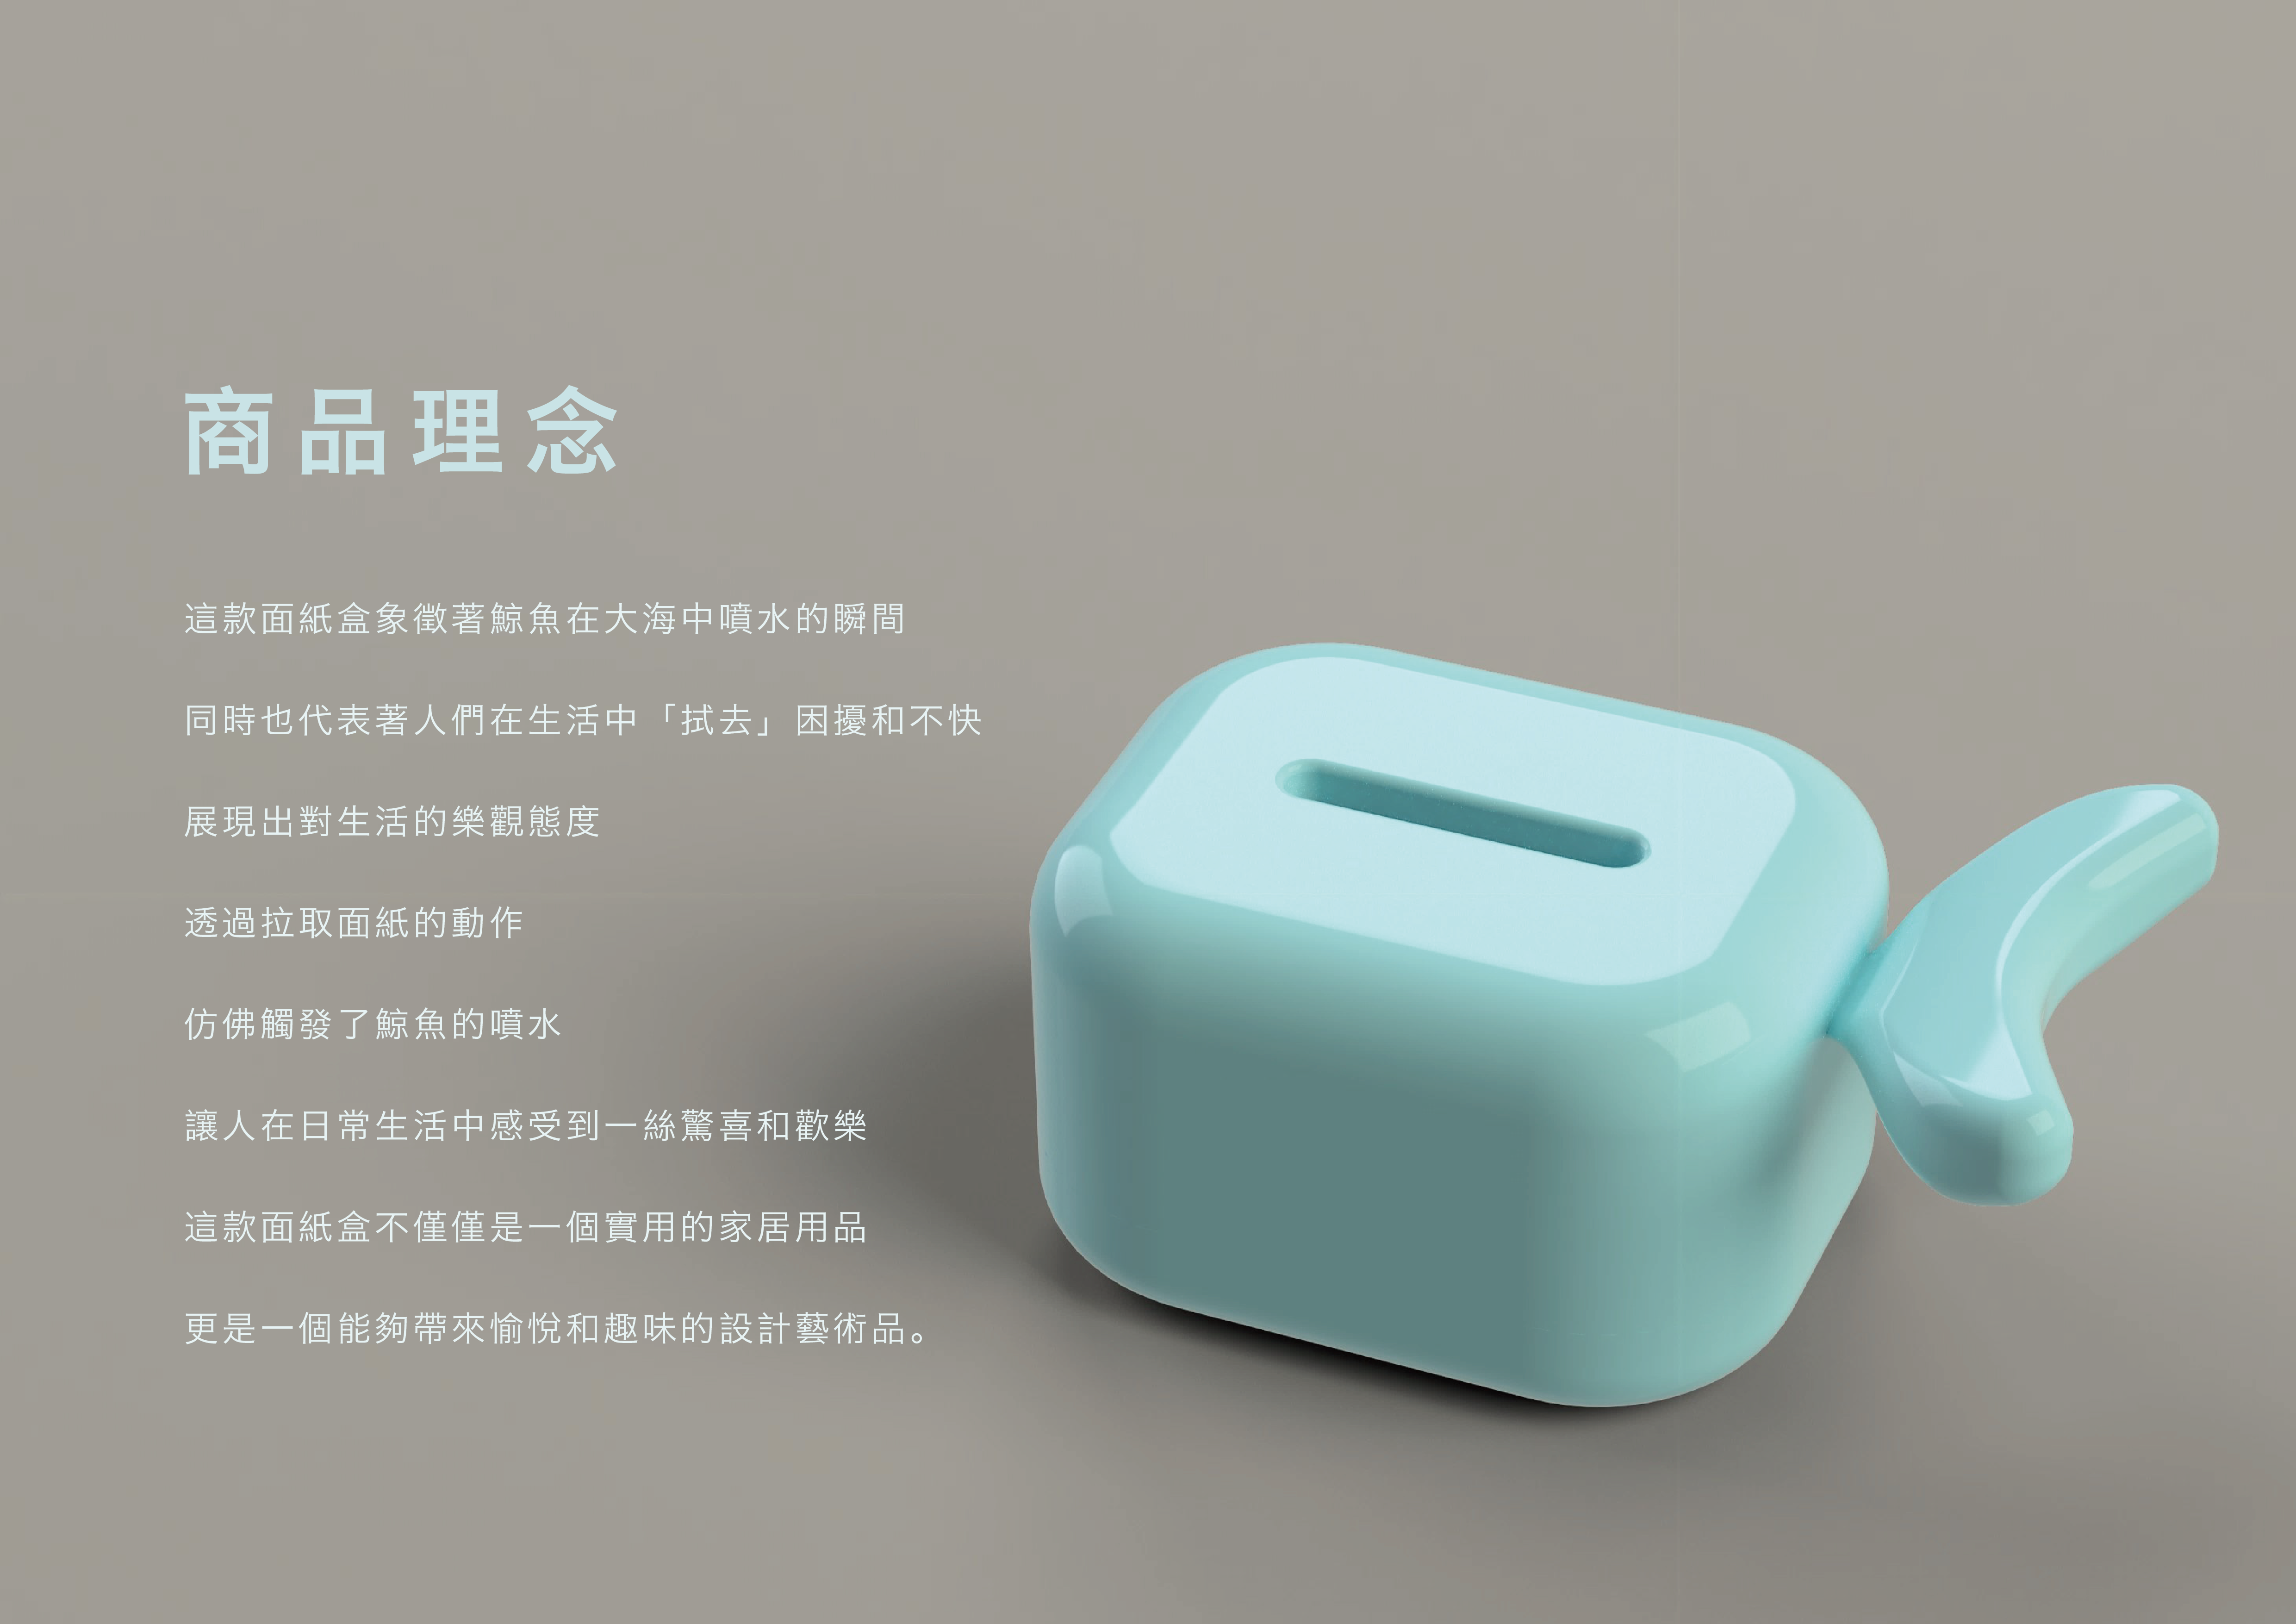 商品理念
這款面紙盒象徵著鯨魚在大海中噴水的瞬間
同時也代表著人們在生活中「拭去」困擾和不快
展現出對生活的樂觀態度
透過拉取面紙的動作
仿佛觸發了鯨魚的噴水
讓人在日常生活中感受到一絲驚喜和歡樂
這款面紙盒不僅僅是一個實用的家居用品
更是一個能夠帶來愉悅和趣味的設計藝術品。